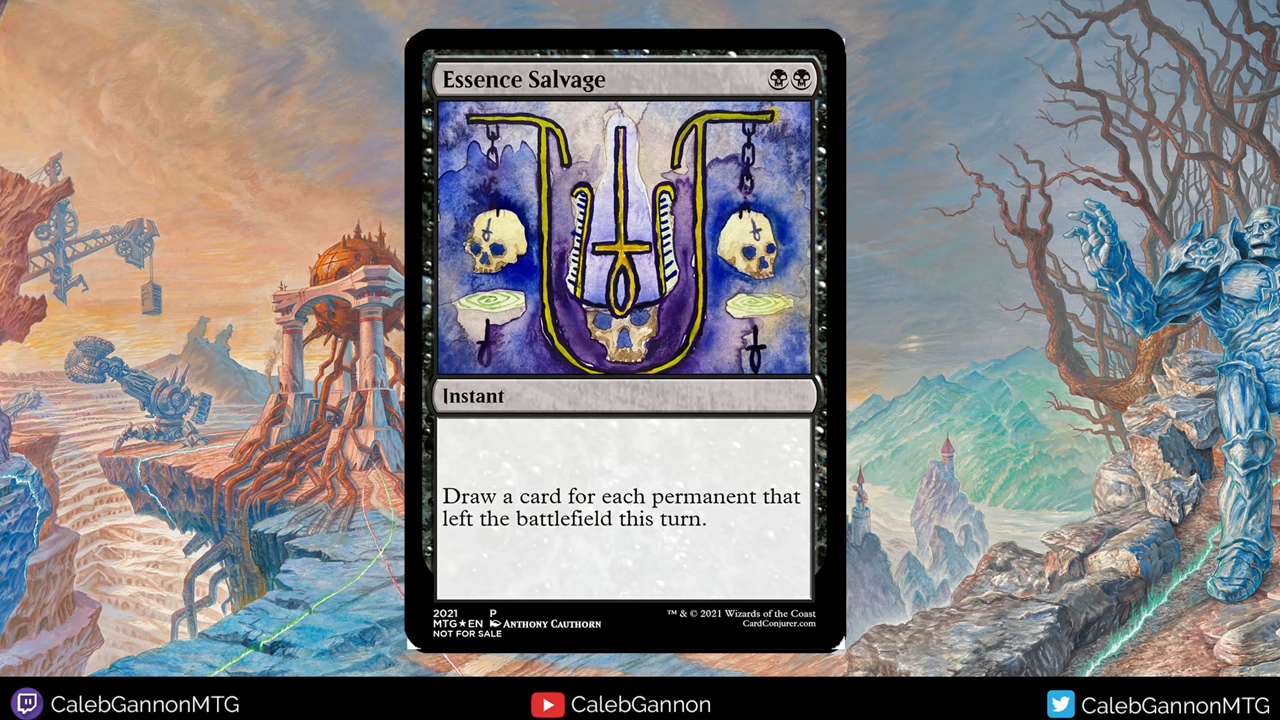 Essence Salvage
Instant
Draw a card for each permanent that
left the battlefield this turn.
2021 P
MTG★EN Anthony Cauthorn
NOT FOR SALE
™ & © 2021 Wizards of the Coast
CardConjurer.com
CalebGannonMTG
CalebGannon
CalebGannonMTG